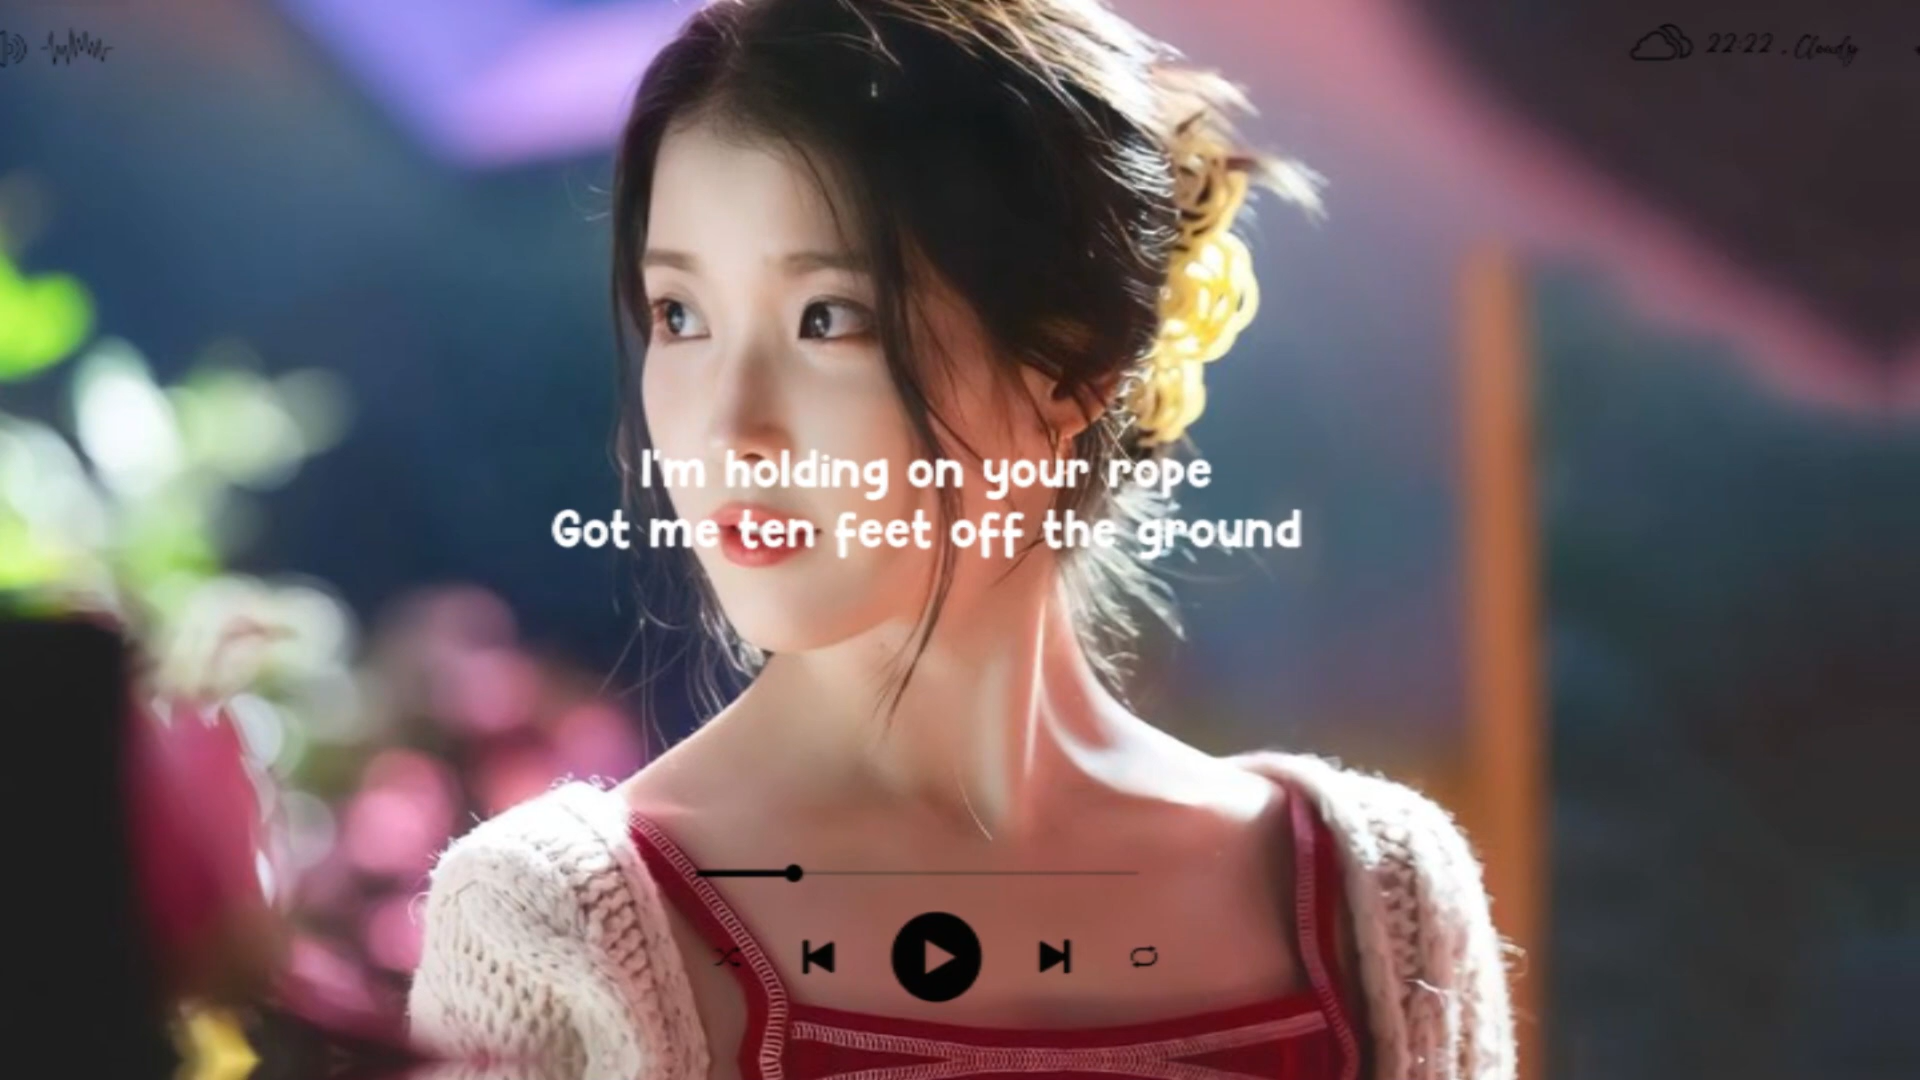 22:22 . Cloudy
I'm holding on your rope
Got me ten feet off the ground